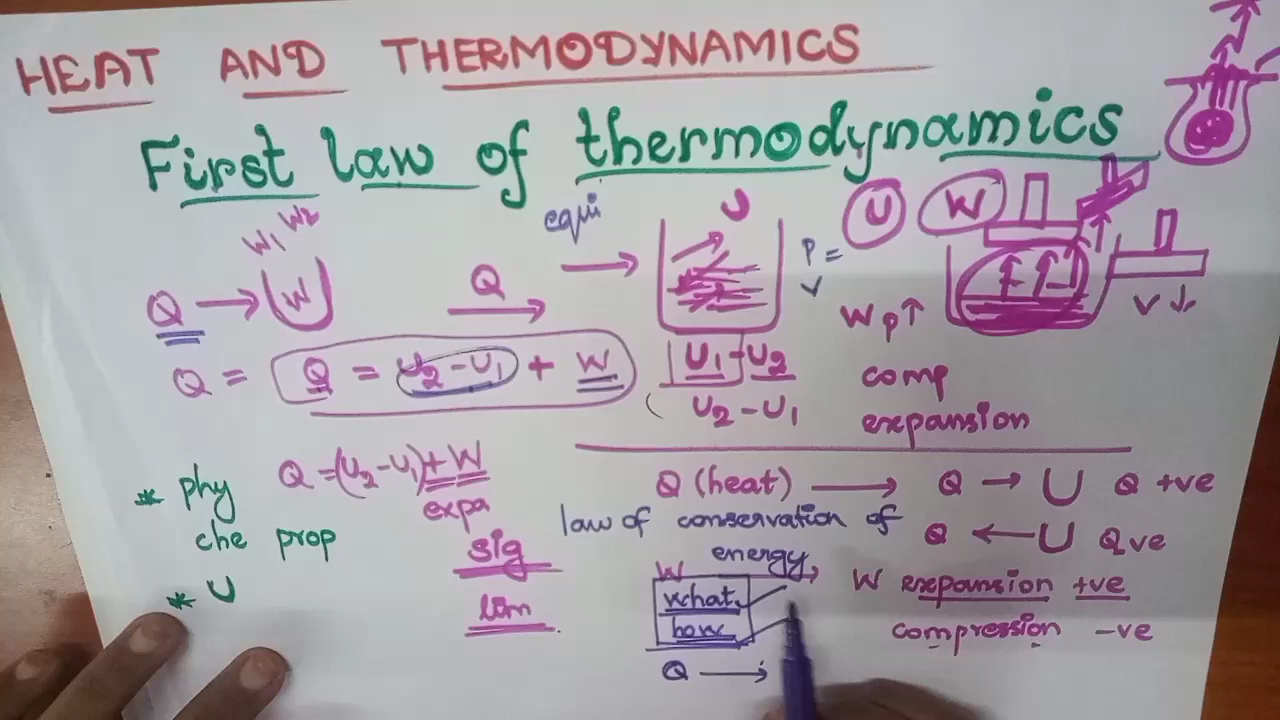 HEAT AND THERMODYNAMICS
First law of thermodynamics
W1 W2
equi
U
U W
P =
V
Q → W
Q
W P↑
V ↓
Q =
Q = U2 - U1 + W
U1 - U2
U2 - U1
comp
expansion
Q = (U2 - U1) + W
expa
* phy
che prop
* U
sig
lim
Q (heat) → Q → U Q +ve
law of conservation of
energy
Q ← U Q ve
W → W expansion +ve
what
how
compression -ve
Q →